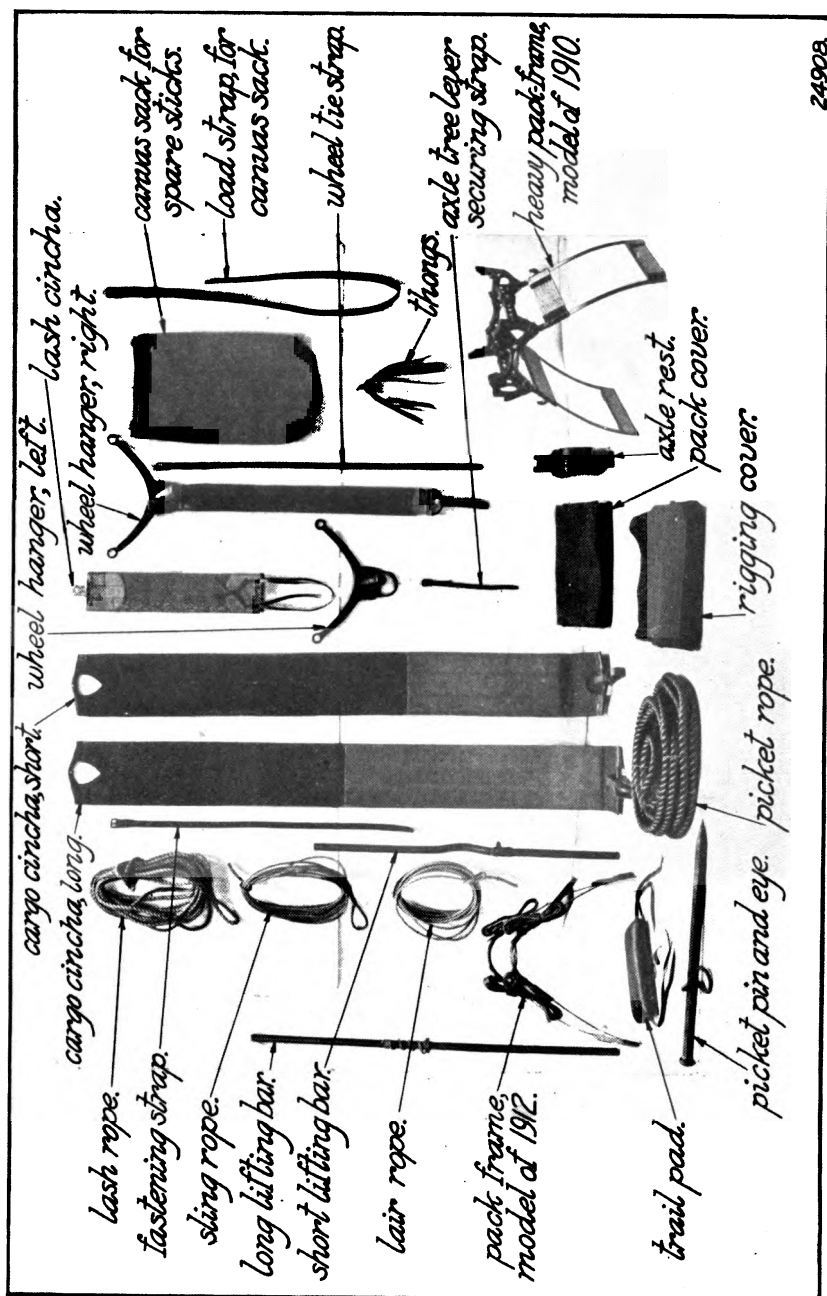 cargo cincha, short.
cargo cincha, long.
wheel hanger, left.
lash cincha.
wheel hanger, right.
canvas sack for
spare sticks.
load strap, for
canvas sack.
wheel tie strap.
axle tree lever
securing strap.
thongs.
heavy pack-frame,
model of 1910.
axle rest.
pack cover.
rigging cover.
picket rope.
picket pin and eye.
trail pad.
pack frame,
model of 1912.
lair rope.
short lifting bar.
long lifting bar.
sling rope.
fastening strap.
lash rope.
24908.